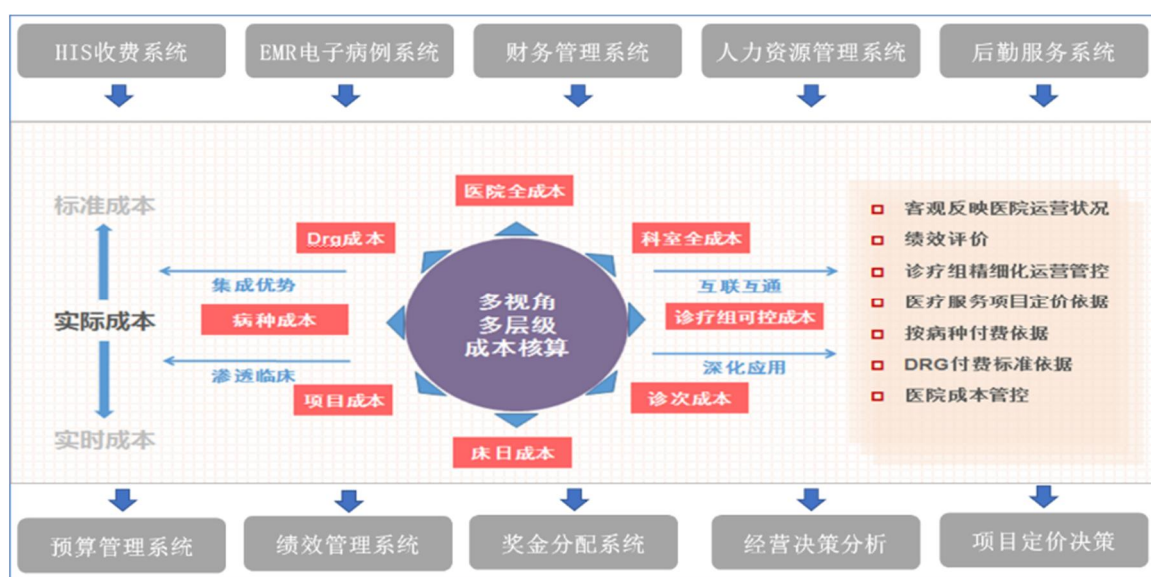 HIS收费系统
EMR电子病例系统
财务管理系统
人力资源管理系统
后勤服务系统
标准成本
实际成本
实时成本
集成优势
渗透临床
医院全成本
Drg成本
科室全成本
病种成本
多视角
多层级
成本核算
诊疗组可控成本
项目成本
诊次成本
床日成本
互联互通
深化应用
客观反映医院运营状况
绩效评价
诊疗组精细化运营管控
医疗服务项目定价依据
按病种付费依据
DRG付费标准依据
医院成本管控
预算管理系统
绩效管理系统
奖金分配系统
经营决策分析
项目定价决策